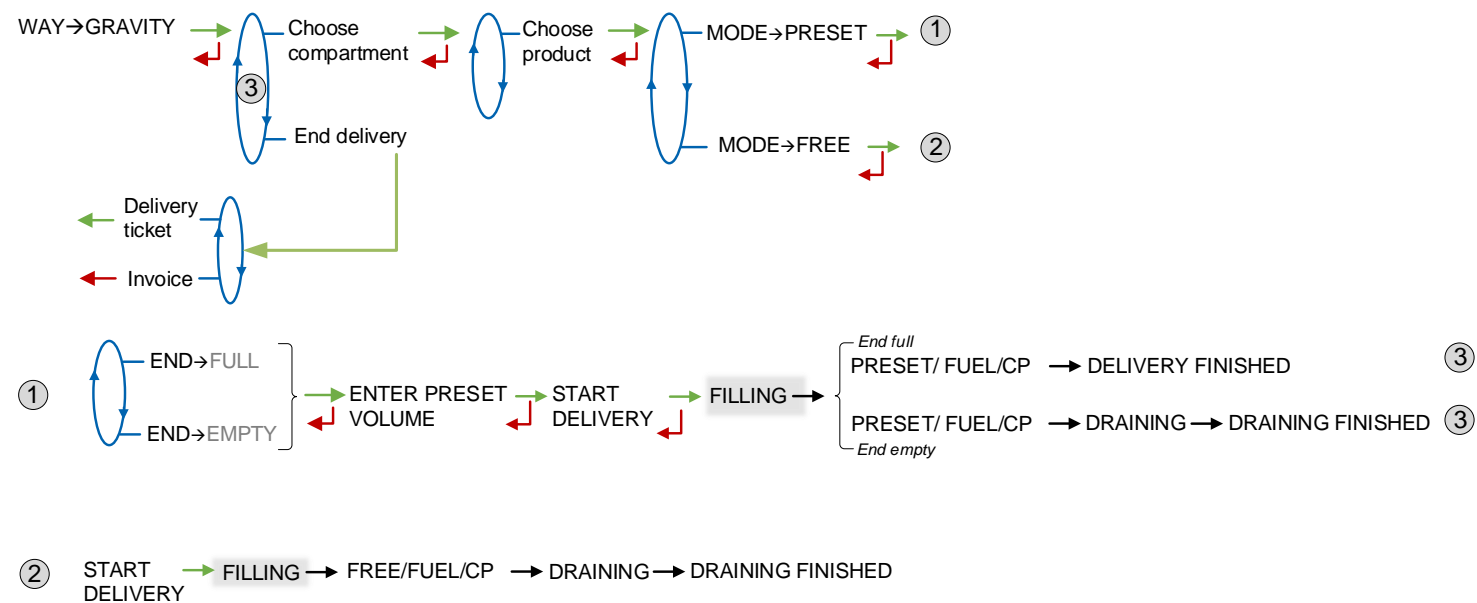 WAY→GRAVITY
Choose
compartment
Choose
product
MODE→PRESET
1
3
End delivery
MODE→FREE
2
Delivery
ticket
Invoice
1
END→FULL
END→EMPTY
ENTER PRESET
VOLUME
START
DELIVERY
FILLING
End full
PRESET/ FUEL/CP
DELIVERY FINISHED
3
PRESET/ FUEL/CP
DRAINING
DRAINING FINISHED
3
End empty
2
START
DELIVERY
FILLING
FREE/FUEL/CP
DRAINING
DRAINING FINISHED